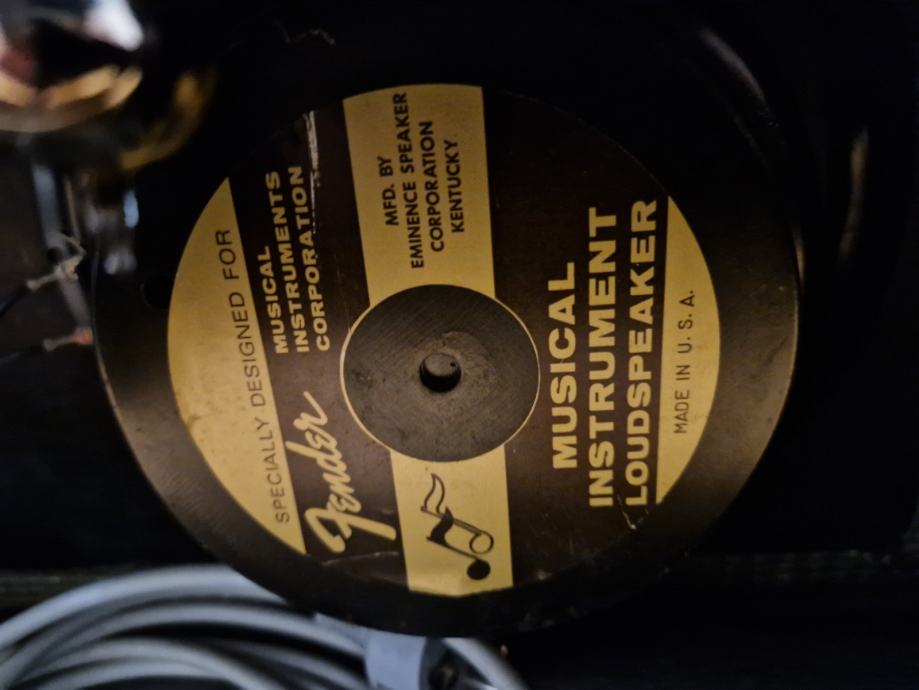 SPECIALLY DESIGNED FOR
Fender
MUSICAL
INSTRUMENTS
CORPORATION
MFD. BY
EMINENCE SPEAKER
CORPORATION
KENTUCKY
MUSICAL
INSTRUMENT
LOUDSPEAKER
MADE IN U. S. A.